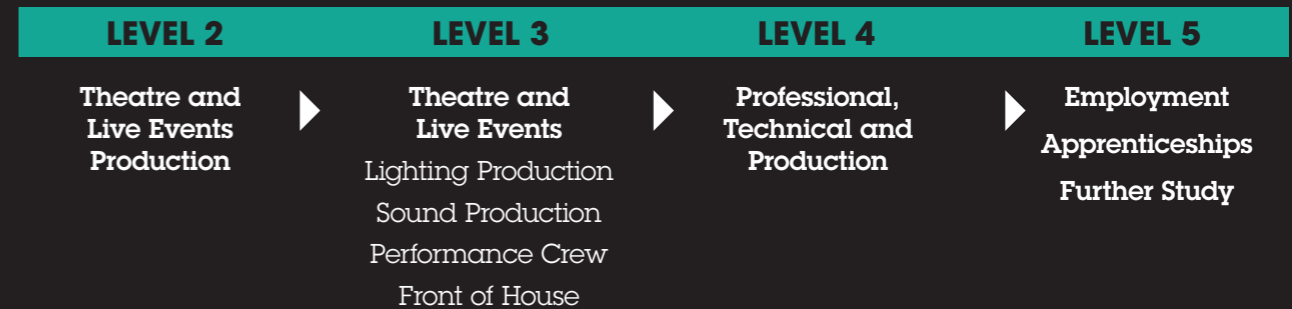 LEVEL 2
LEVEL 3
LEVEL 4
LEVEL 5
Theatre and
Live Events
Production
Theatre and
Live Events
Lighting Production
Sound Production
Performance Crew
Front of House
Professional,
Technical and
Production
Employment
Apprenticeships
Further Study